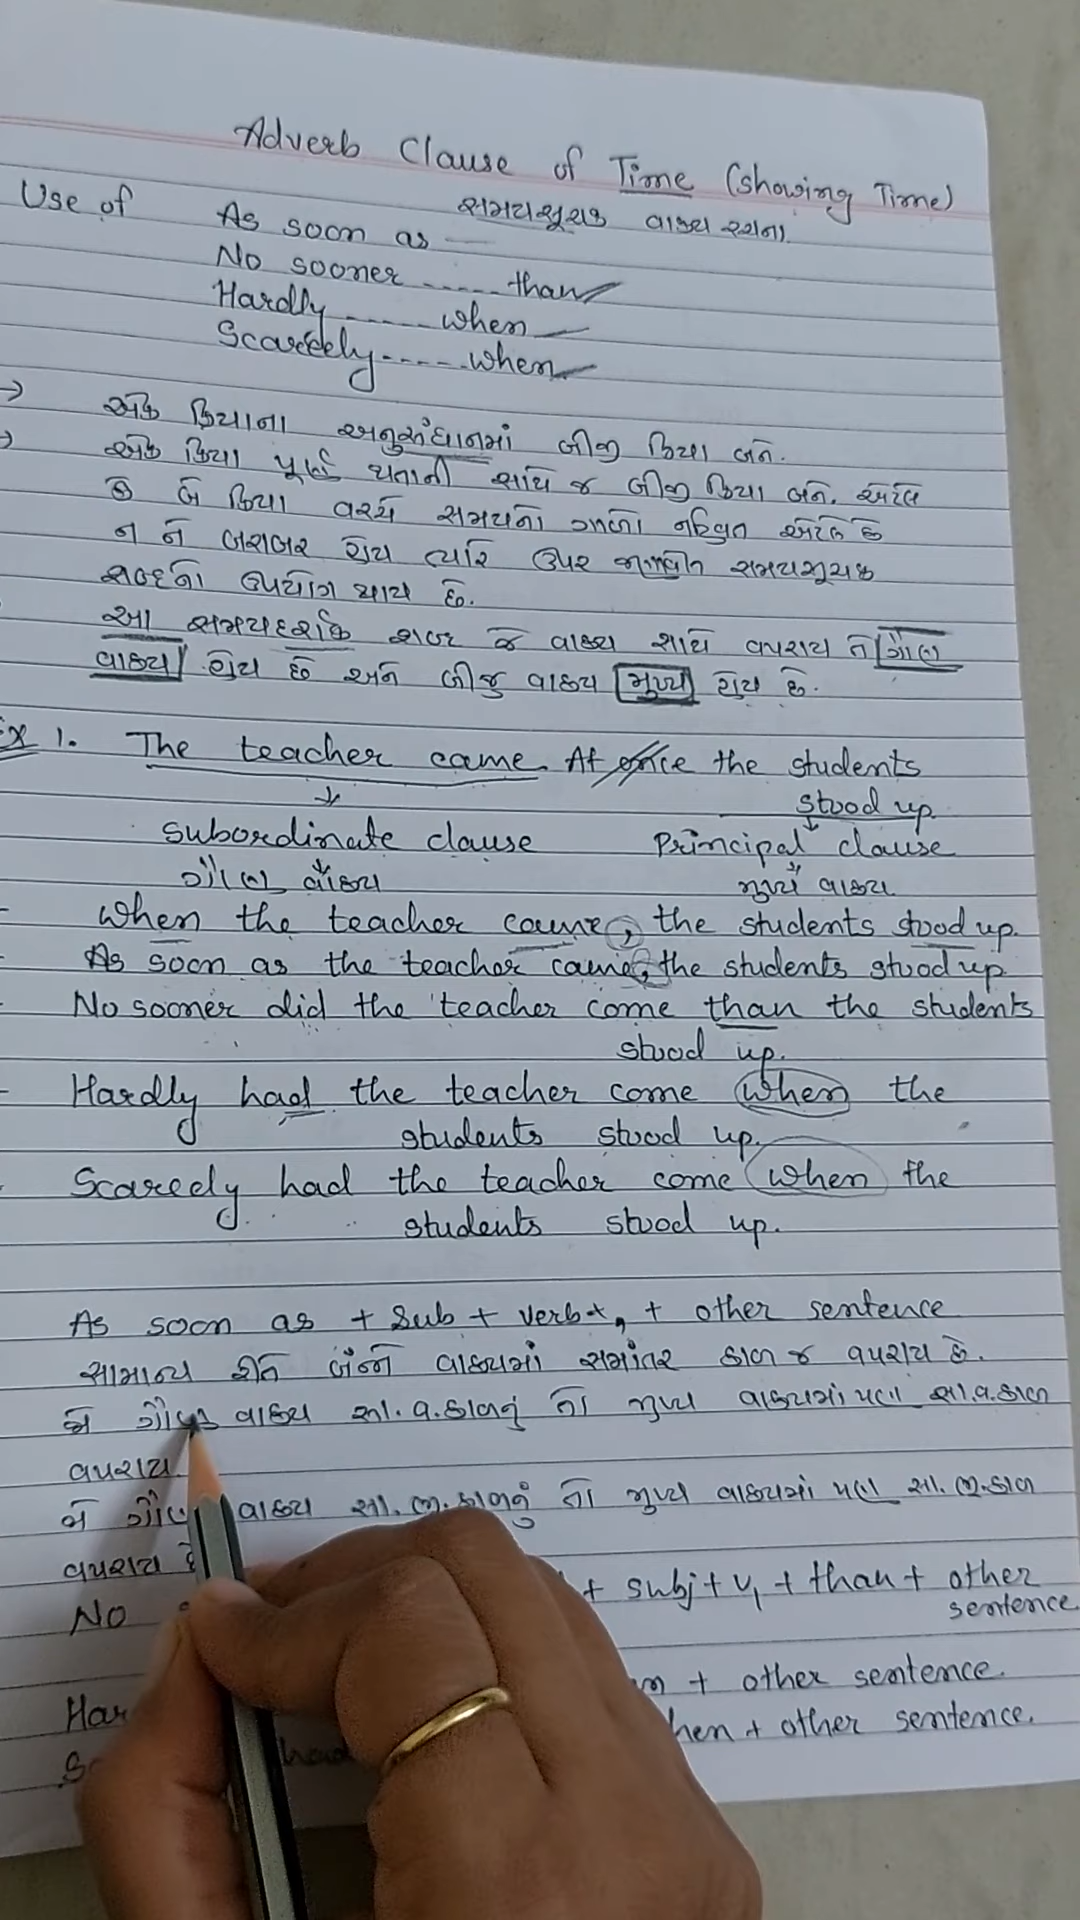 Adverb Clause of Time (showing Time)
Use of સમયસૂચક વાક્ય રચના.
As soon as —
No sooner ...... than
Hardly ...... when
Scarcely ..... when
→ એક ક્રિયાના અનુસંધાનમાં બીજી ક્રિયા બને.
→ એક ક્રિયા પૂર્ણ થતાની સાથે જ બીજી ક્રિયા બને. એટલે
કે બે ક્રિયા વચ્ચે સમયનો ગાળો નહિવત એટલે કે
ન ને બરાબર હોય ત્યારે ઉપર સમયસૂચક
શબ્દનો ઉપયોગ થાય છે.
આ સમયદર્શક શબ્દ જે વાક્ય સાથે વપરાય તે ગૌણ
વાક્ય હોય છે અને બીજુ વાક્ય મુખ્ય હોય છે.
Ex 1. The teacher came. At once the students
stood up.
subordinate clause Principal clause
ગૌણ વાક્ય મુખ્ય વાક્ય
- When the teacher came, the students stood up.
- As soon as the teacher came, the students stood up
- No sooner did the teacher come than the students
stood up.
- Hardly had the teacher come when the
students stood up.
- Scarcely had the teacher come when the
students stood up.
As soon as + Sub + verb + , + other sentence
સામાન્ય રીતે બંને વાક્યમાં સમાંતર કાળ જ વપરાય છે.
જો વાક્ય સા.વ.કાળનું તો મુખ્ય વાક્યમાં પણ સા.વ.કાળ
વપરાય.
જો વાક્ય સા.ભૂ.કાળનું તો મુખ્ય વાક્યમાં પણ સા.ભૂ.કાળ
વપરાય
No + subj + V1 + than + other
sentence
+ other sentence.
+ other sentence.